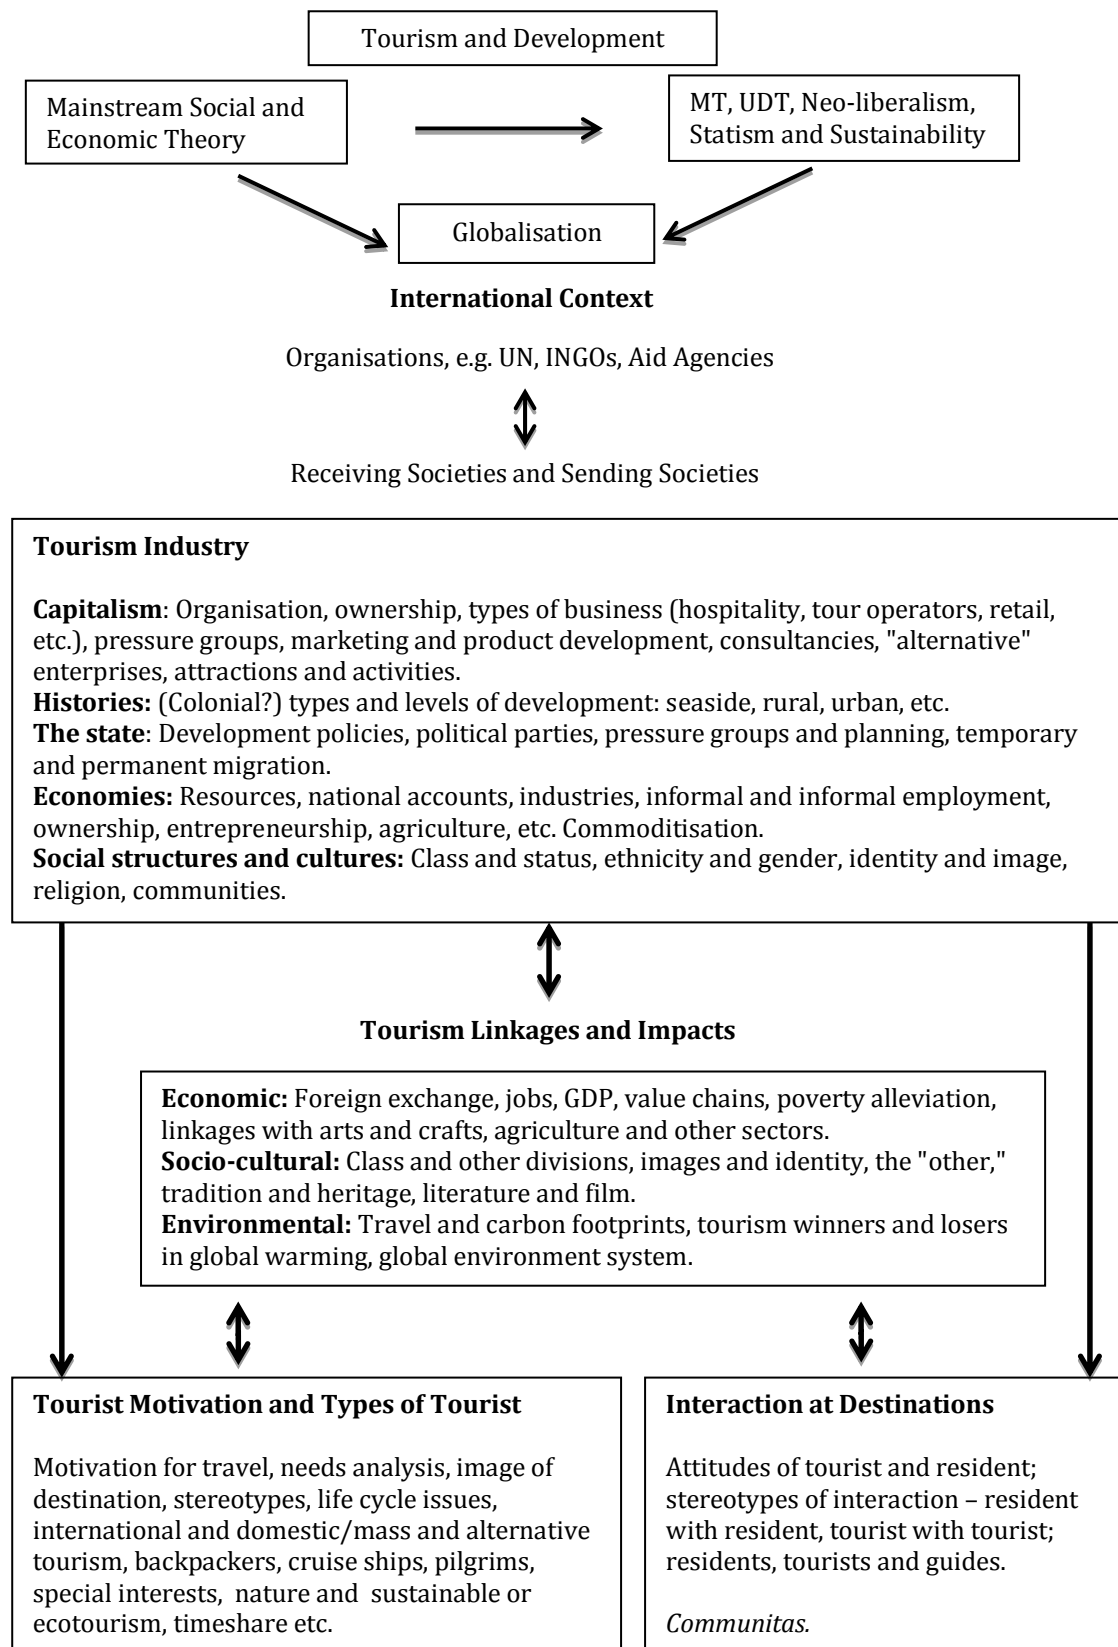 Tourism and Development
Mainstream Social and
Economic Theory
MT, UDT, Neo-liberalism,
Statism and Sustainability
Globalisation
International Context
Organisations, e.g. UN, INGOs, Aid Agencies
Receiving Societies and Sending Societies
Tourism Industry
Capitalism: Organisation, ownership, types of business (hospitality, tour operators, retail,
etc.), pressure groups, marketing and product development, consultancies, "alternative"
enterprises, attractions and activities.
Histories: (Colonial?) types and levels of development: seaside, rural, urban, etc.
The state: Development policies, political parties, pressure groups and planning, temporary
and permanent migration.
Economies: Resources, national accounts, industries, informal and informal employment,
ownership, entrepreneurship, agriculture, etc. Commoditisation.
Social structures and cultures: Class and status, ethnicity and gender, identity and image,
religion, communities.
Tourism Linkages and Impacts
Economic: Foreign exchange, jobs, GDP, value chains, poverty alleviation,
linkages with arts and crafts, agriculture and other sectors.
Socio-cultural: Class and other divisions, images and identity, the "other,"
tradition and heritage, literature and film.
Environmental: Travel and carbon footprints, tourism winners and losers
in global warming, global environment system.
Tourist Motivation and Types of Tourist
Motivation for travel, needs analysis, image of
destination, stereotypes, life cycle issues,
international and domestic/mass and alternative
tourism, backpackers, cruise ships, pilgrims,
special interests, nature and sustainable or
ecotourism, timeshare etc.
Interaction at Destinations
Attitudes of tourist and resident;
stereotypes of interaction – resident
with resident, tourist with tourist;
residents, tourists and guides.
Communitas.